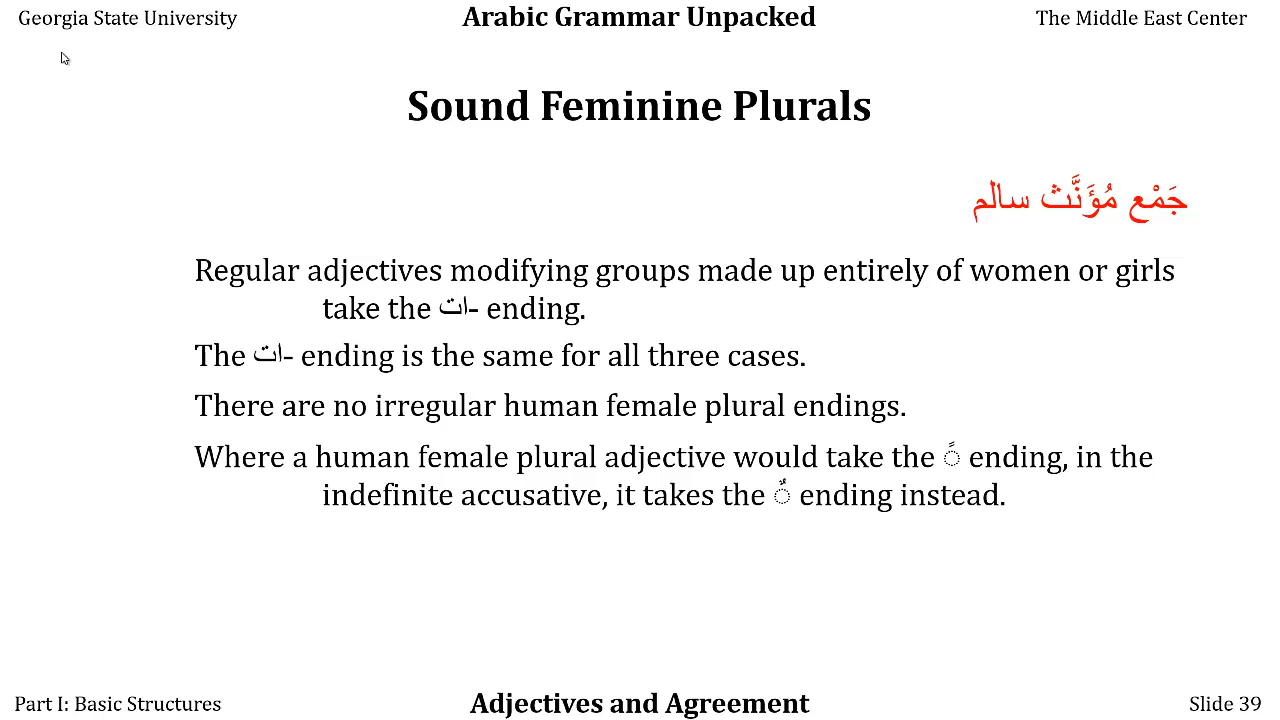 Georgia State University
Arabic Grammar Unpacked
The Middle East Center
Sound Feminine Plurals
جَمْع مُؤَنَّث سالم
Regular adjectives modifying groups made up entirely of women or girls
take the ات- ending.
The ات- ending is the same for all three cases.
There are no irregular human female plural endings.
Where a human female plural adjective would take the ◌ً ending, in the
indefinite accusative, it takes the ◌ٌ ending instead.
Part I: Basic Structures
Adjectives and Agreement
Slide 39